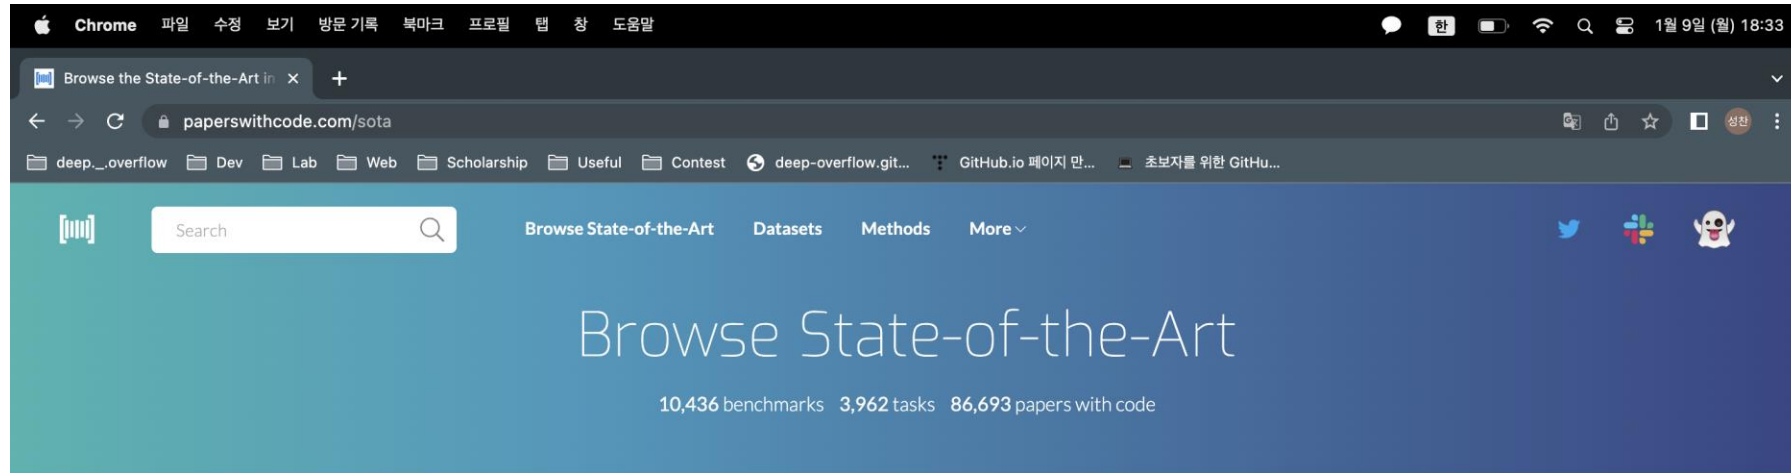 Chrome 파일 수정 보기 방문 기록 북마크 프로필 탭 창 도움말 한 1월 9일 (월) 18:33
Browse the State-of-the-Art in
paperswithcode.com/sota 성찬
deep._.overflow Dev Lab Web Scholarship Useful Contest deep-overflow.git... GitHub.io 페이지 만... 초보자를 위한 GitHu...
Search Browse State-of-the-Art Datasets Methods More
Browse State-of-the-Art
10,436 benchmarks 3,962 tasks 86,693 papers with code